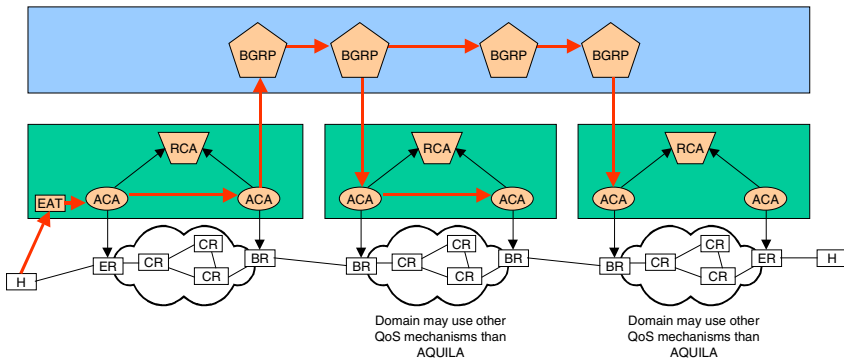 BGRP
BGRP
BGRP
BGRP
RCA
RCA
RCA
EAT
ACA
ACA
ACA
ACA
ACA
ACA
CR
CR
CR
H
ER
CR
CR
BR
BR
CR
CR
BR
BR
CR
CR
ER
H
CR
CR
CR
Domain may use other
QoS mechanisms than
AQUILA
Domain may use other
QoS mechanisms than
AQUILA